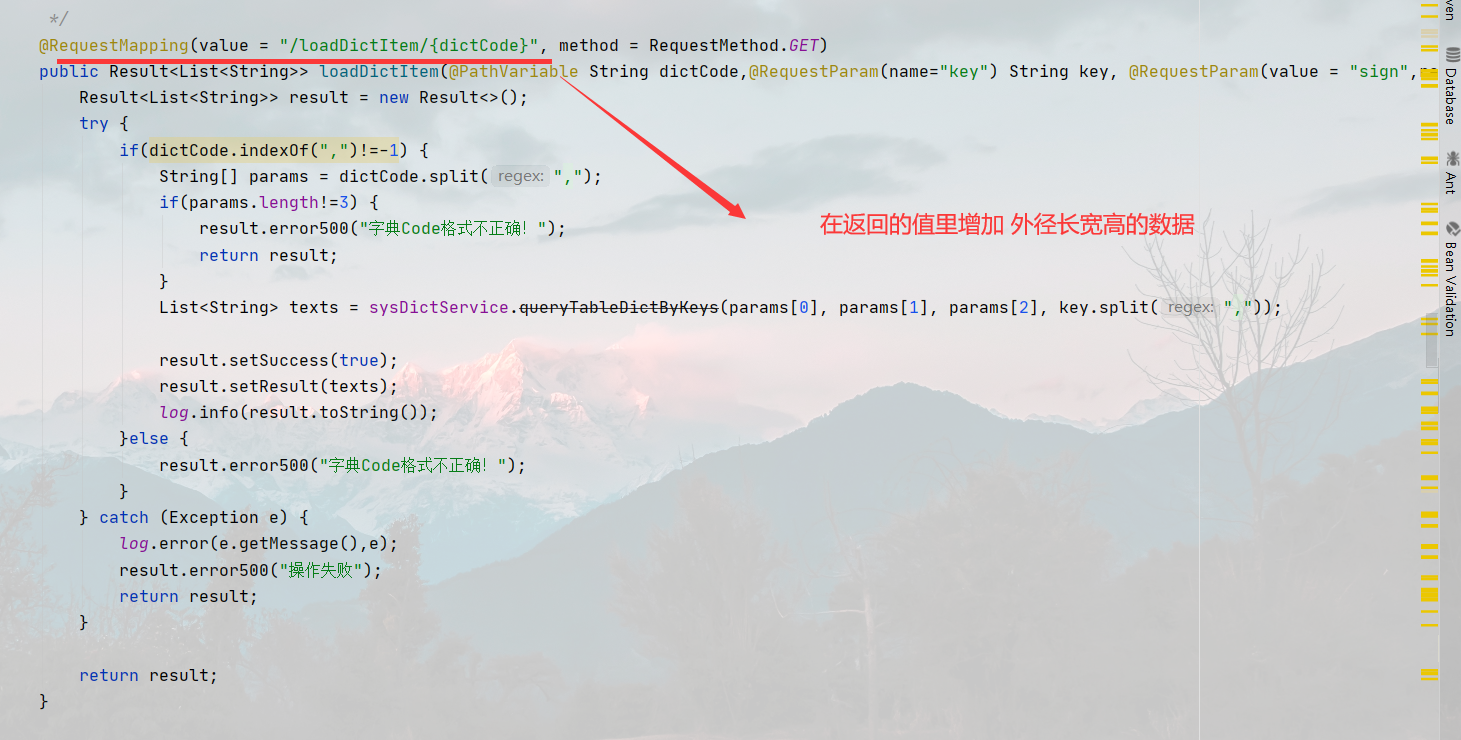 */
@RequestMapping(value = "/loadDictItem/{dictCode}", method = RequestMethod.GET)
public Result<List<String>> loadDictItem(@PathVariable String dictCode,@RequestParam(name="key") String key, @RequestParam(value = "sign",
Result<List<String>> result = new Result<>();
try {
if(dictCode.indexOf(",")!=-1) {
String[] params = dictCode.split( regex: ",");
if(params.length!=3) {
result.error500("字典Code格式不正确！");
return result;
}
在返回的值里增加 外径长宽高的数据
List<String> texts = sysDictService.queryTableDictByKeys(params[0], params[1], params[2], key.split( regex: ","));
result.setSuccess(true);
result.setResult(texts);
log.info(result.toString());
}else {
result.error500("字典Code格式不正确！");
}
} catch (Exception e) {
log.error(e.getMessage(),e);
result.error500("操作失败");
return result;
}
return result;
}
ven
Database
Ant
Bean Validation